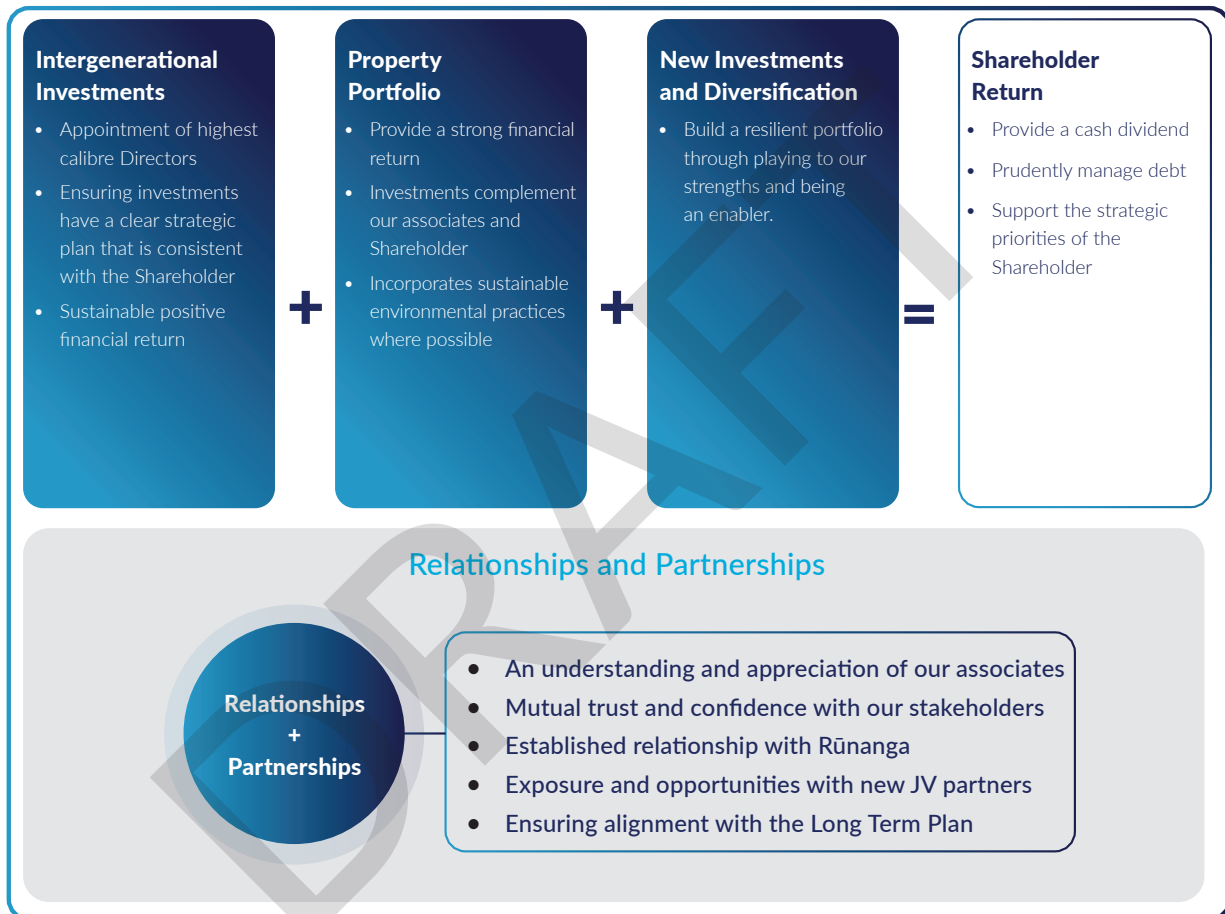 Intergenerational
Investments
• Appointment of highest
calibre Directors
• Ensuring investments
have a clear strategic
plan that is consistent
with the Shareholder
• Sustainable positive
financial return
+
Property
Portfolio
• Provide a strong financial
return
• Investments complement
our associates and
Shareholder
• Incorporates sustainable
environmental practices
where possible
+
New Investments
and Diversification
• Build a resilient portfolio
through playing to our
strengths and being
an enabler.
=
Shareholder
Return
• Provide a cash dividend
• Prudently manage debt
• Support the strategic
priorities of the
Shareholder
Relationships and Partnerships
Relationships
+
Partnerships
• An understanding and appreciation of our associates
• Mutual trust and confidence with our stakeholders
• Established relationship with Rūnanga
• Exposure and opportunities with new JV partners
• Ensuring alignment with the Long Term Plan
DRAFT